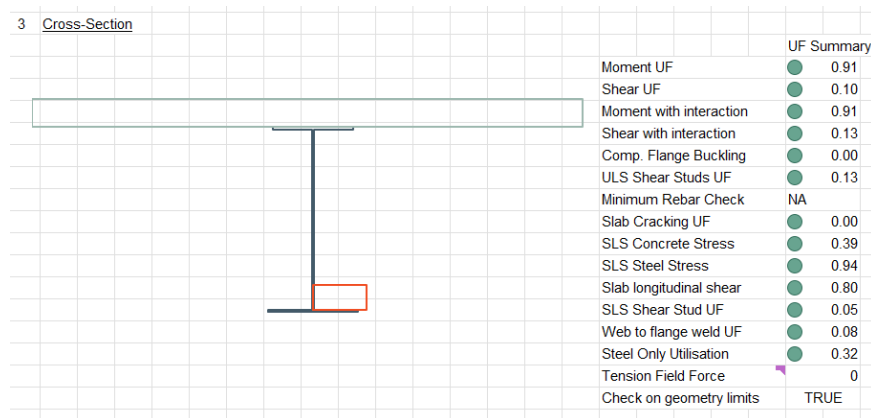 3 Cross-Section
UF Summary
Moment UF 0.91
Shear UF 0.10
Moment with interaction 0.91
Shear with interaction 0.13
Comp. Flange Buckling 0.00
ULS Shear Studs UF 0.13
Minimum Rebar Check NA
Slab Cracking UF 0.00
SLS Concrete Stress 0.39
SLS Steel Stress 0.94
Slab longitudinal shear 0.80
SLS Shear Stud UF 0.05
Web to flange weld UF 0.08
Steel Only Utilisation 0.32
Tension Field Force 0
Check on geometry limits TRUE